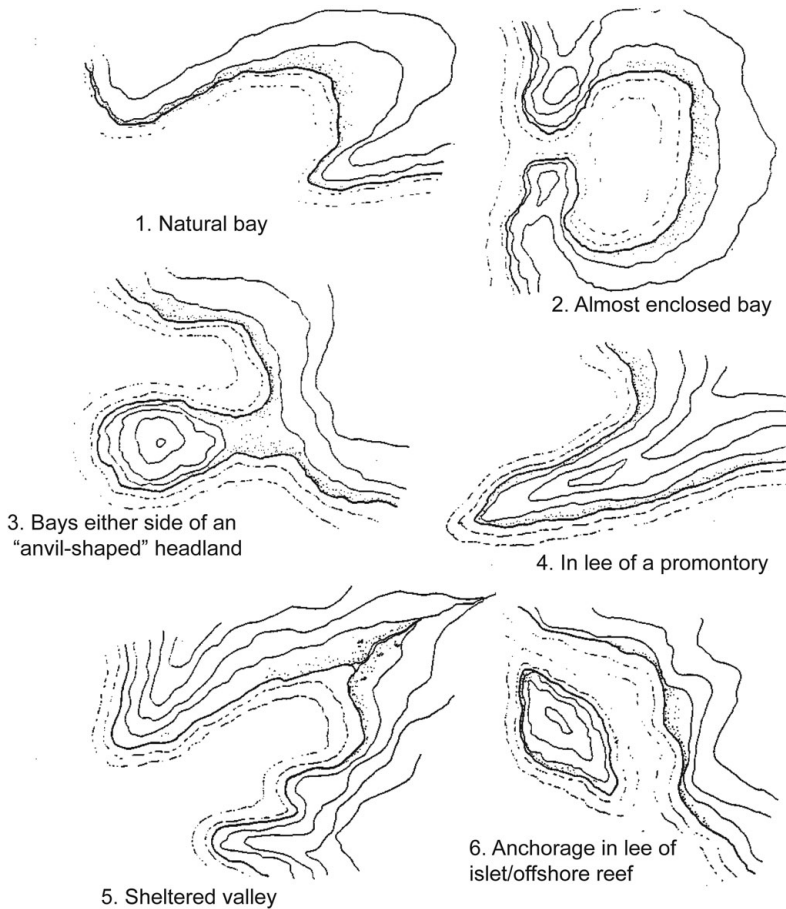 1. Natural bay
2. Almost enclosed bay
3. Bays either side of an
“anvil-shaped” headland
4. In lee of a promontory
5. Sheltered valley
6. Anchorage in lee of
islet/offshore reef